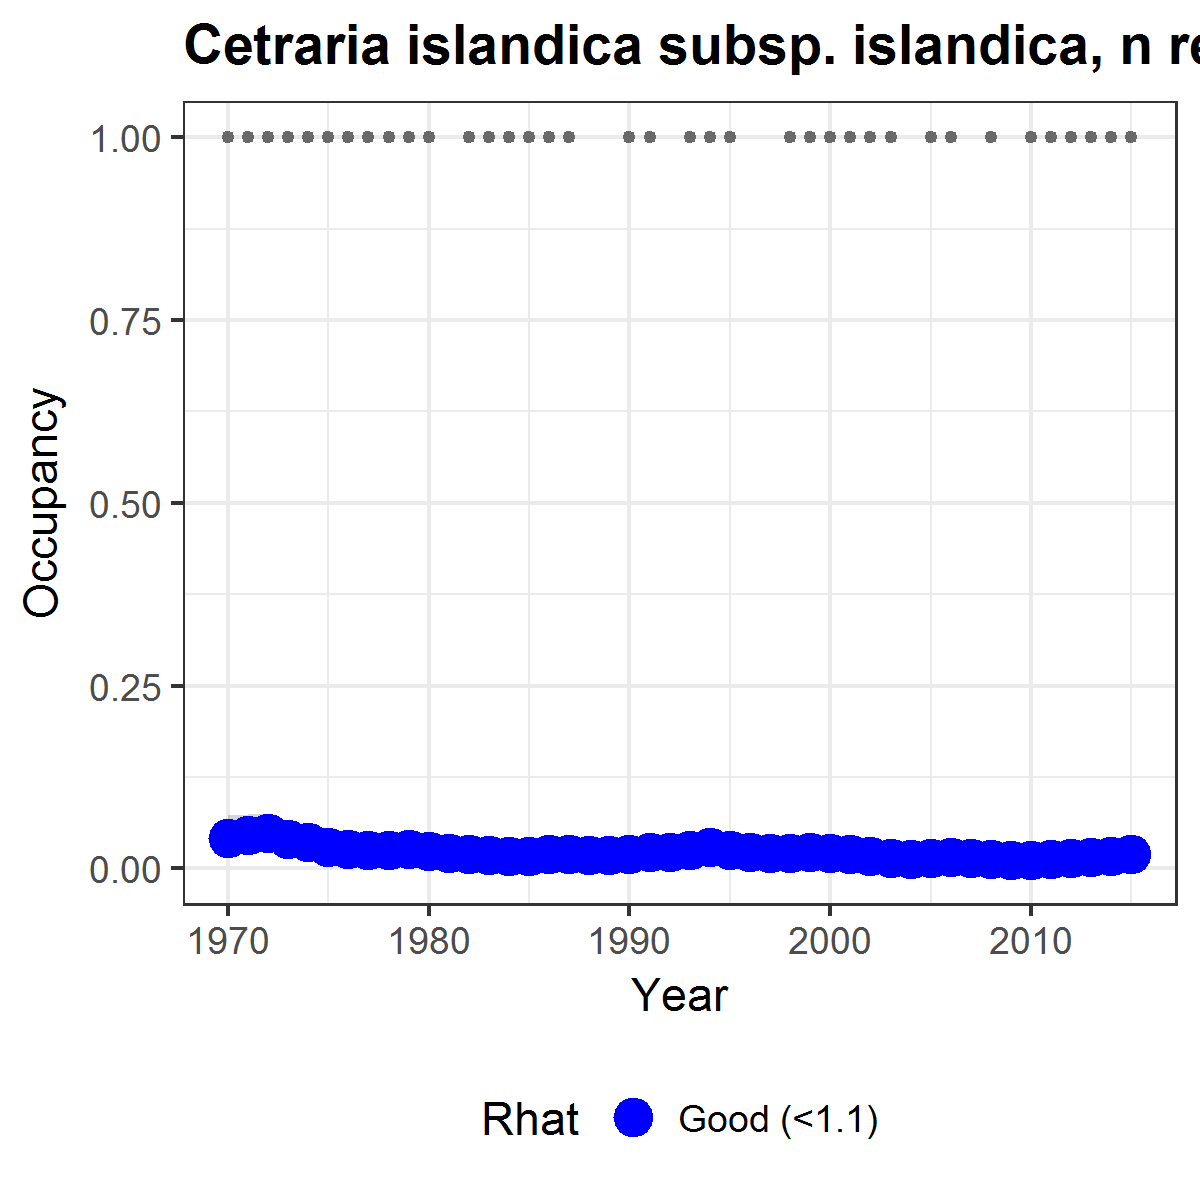 Cetraria islandica subsp. islandica, n re
1.00
0.75
0.50
0.25
0.00
Occupancy
1970 1980 1990 2000 2010
Year
Rhat Good (<1.1)